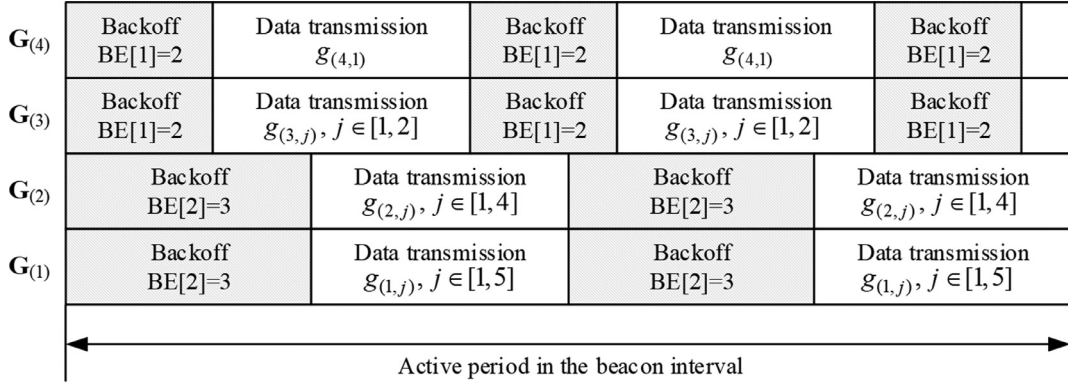 G(4)
Backoff
BE[1]=2
Data transmission
g(4,1)
Backoff
BE[1]=2
Data transmission
g(4,1)
Backoff
BE[1]=2
G(3)
Backoff
BE[1]=2
Data transmission
g(3,j), j∈[1,2]
Backoff
BE[1]=2
Data transmission
g(3,j), j∈[1,2]
Backoff
BE[1]=2
G(2)
Backoff
BE[2]=3
Data transmission
g(2,j), j∈[1,4]
Backoff
BE[2]=3
Data transmission
g(2,j), j∈[1,4]
G(1)
Backoff
BE[2]=3
Data transmission
g(1,j), j∈[1,5]
Backoff
BE[2]=3
Data transmission
g(1,j), j∈[1,5]
Active period in the beacon interval